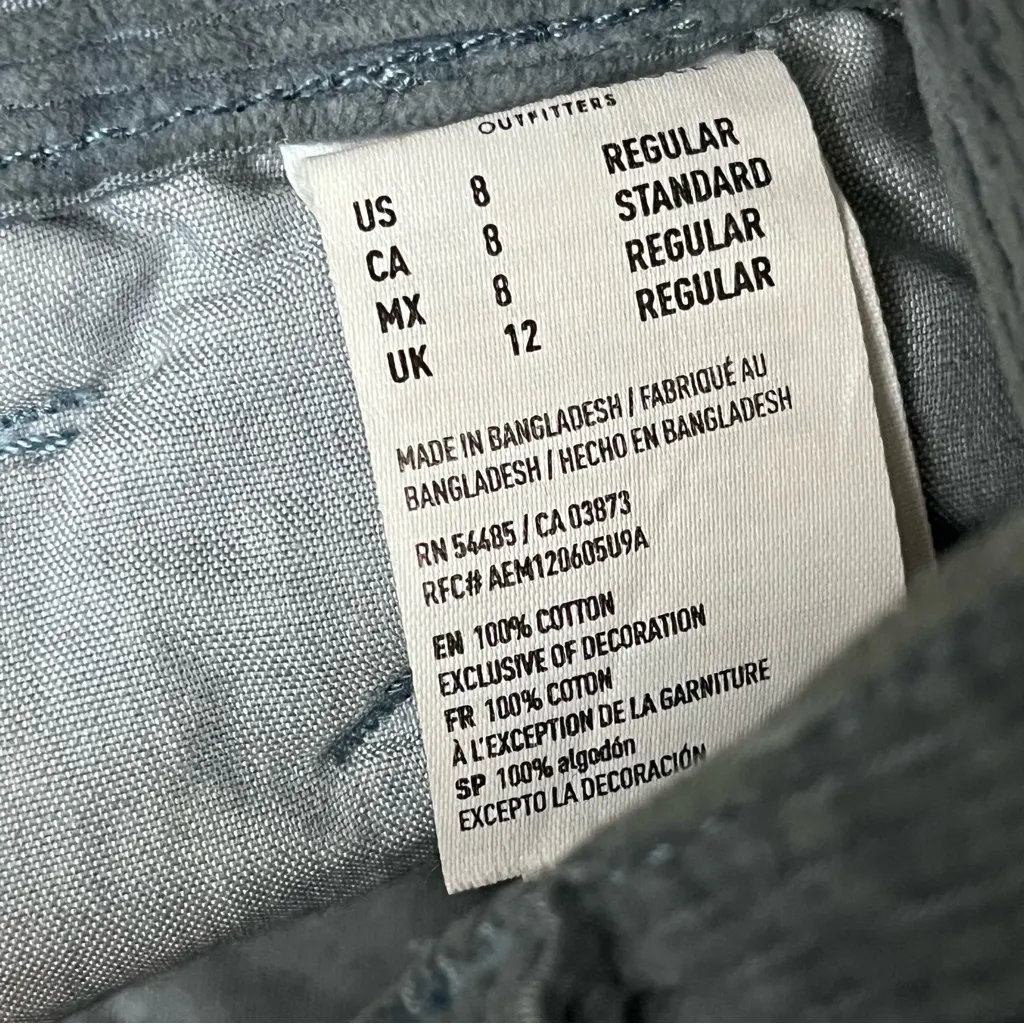 OUTFITTERS
US 8 REGULAR
CA 8 STANDARD
MX 8 REGULAR
UK 12 REGULAR
MADE IN BANGLADESH / FABRIQUÉ AU
BANGLADESH / HECHO EN BANGLADESH
RN 54485 / CA 03873
RFC# AEM120605U9A
EN 100% COTTON
EXCLUSIVE OF DECORATION
FR 100% COTON
À L'EXCEPTION DE LA GARNITURE
SP 100% algodón
EXCEPTO LA DECORACIÓN